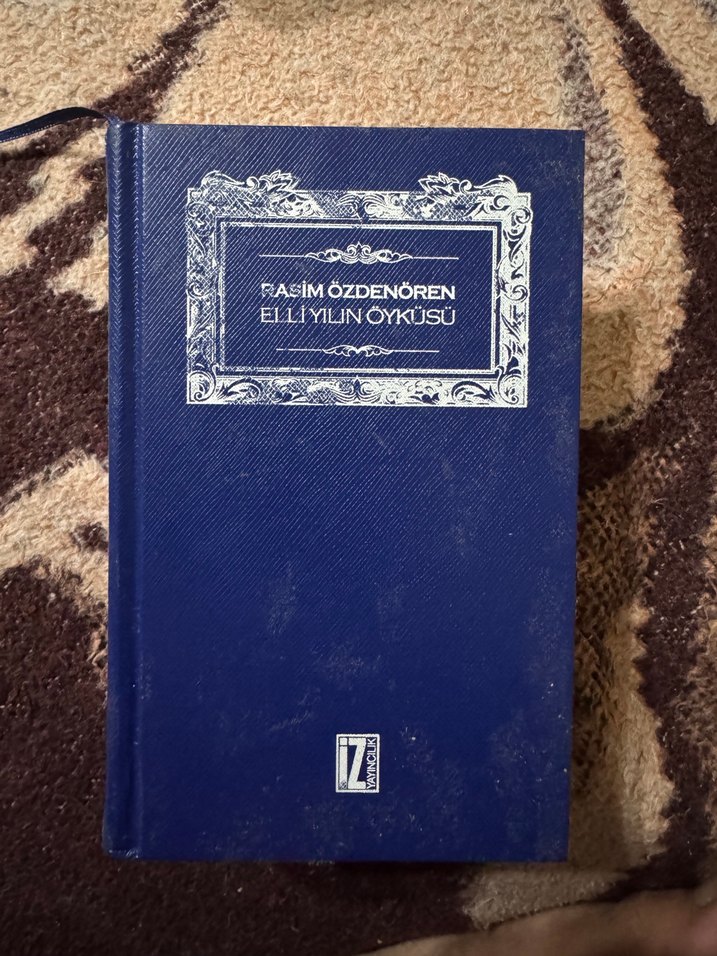 RASİM ÖZDENÖREN
ELLİ YILIN ÖYKÜSÜ
İZ
YAYINCILIK